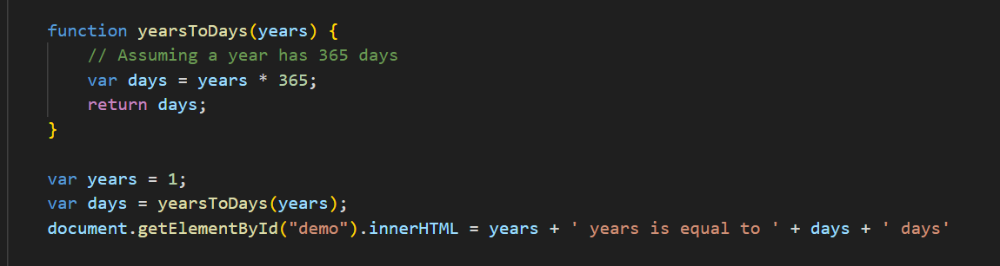 function yearsToDays(years) {
    // Assuming a year has 365 days
    var days = years * 365;
    return days;
}
var years = 1;
var days = yearsToDays(years);
document.getElementById("demo").innerHTML = years + ' years is equal to ' + days + ' days'